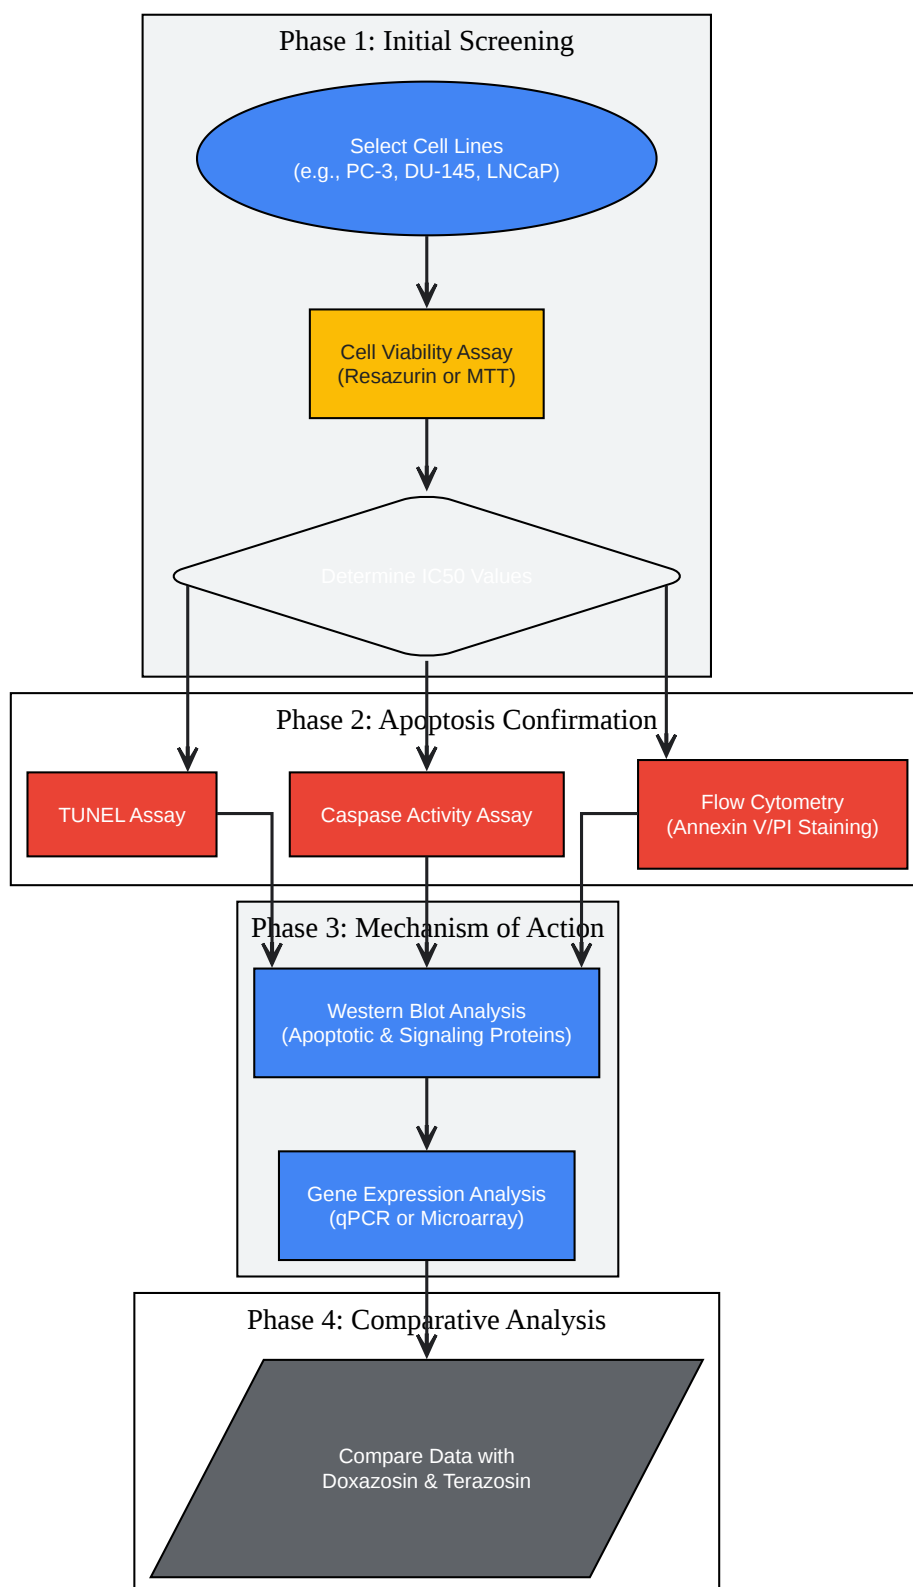 Phase 1: Initial Screening
Select Cell Lines
(e.g., PC-3, DU-145, LNCaP)
Cell Viability Assay
(Resazurin or MTT)
Determine IC50 Values
Phase 2: Apoptosis Confirmation
TUNEL Assay
Caspase Activity Assay
Flow Cytometry
(Annexin V/PI Staining)
Phase 3: Mechanism of Action
Western Blot Analysis
(Apoptotic & Signaling Proteins)
Gene Expression Analysis
(qPCR or Microarray)
Phase 4: Comparative Analysis
Compare Data with
Doxazosin & Terazosin